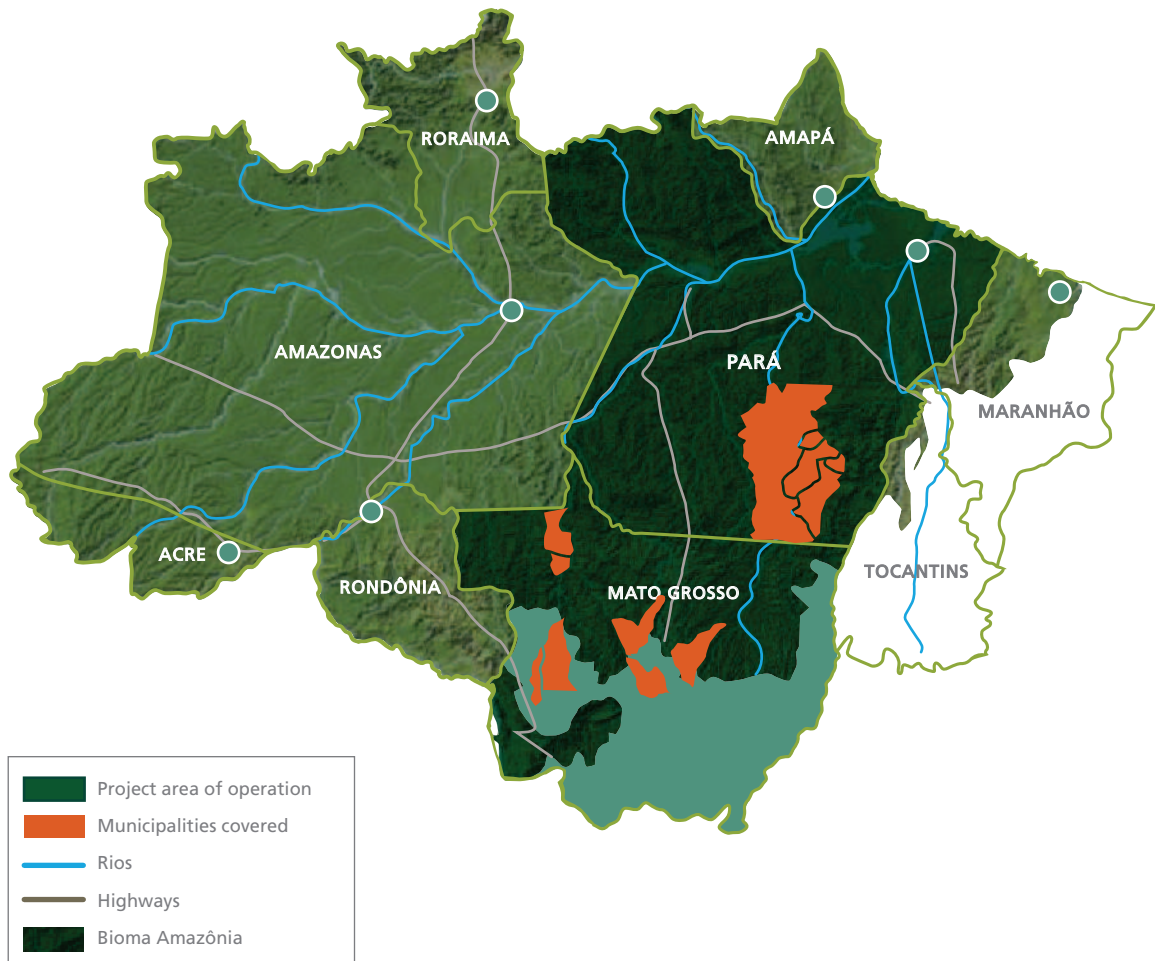 RORAIMA
AMAPÁ
AMAZONAS
PARÁ
MARANHÃO
ACRE
RONDÔNIA
MATO GROSSO
TOCANTINS
Project area of operation
Municipalities covered
Rios
Highways
Bioma Amazônia